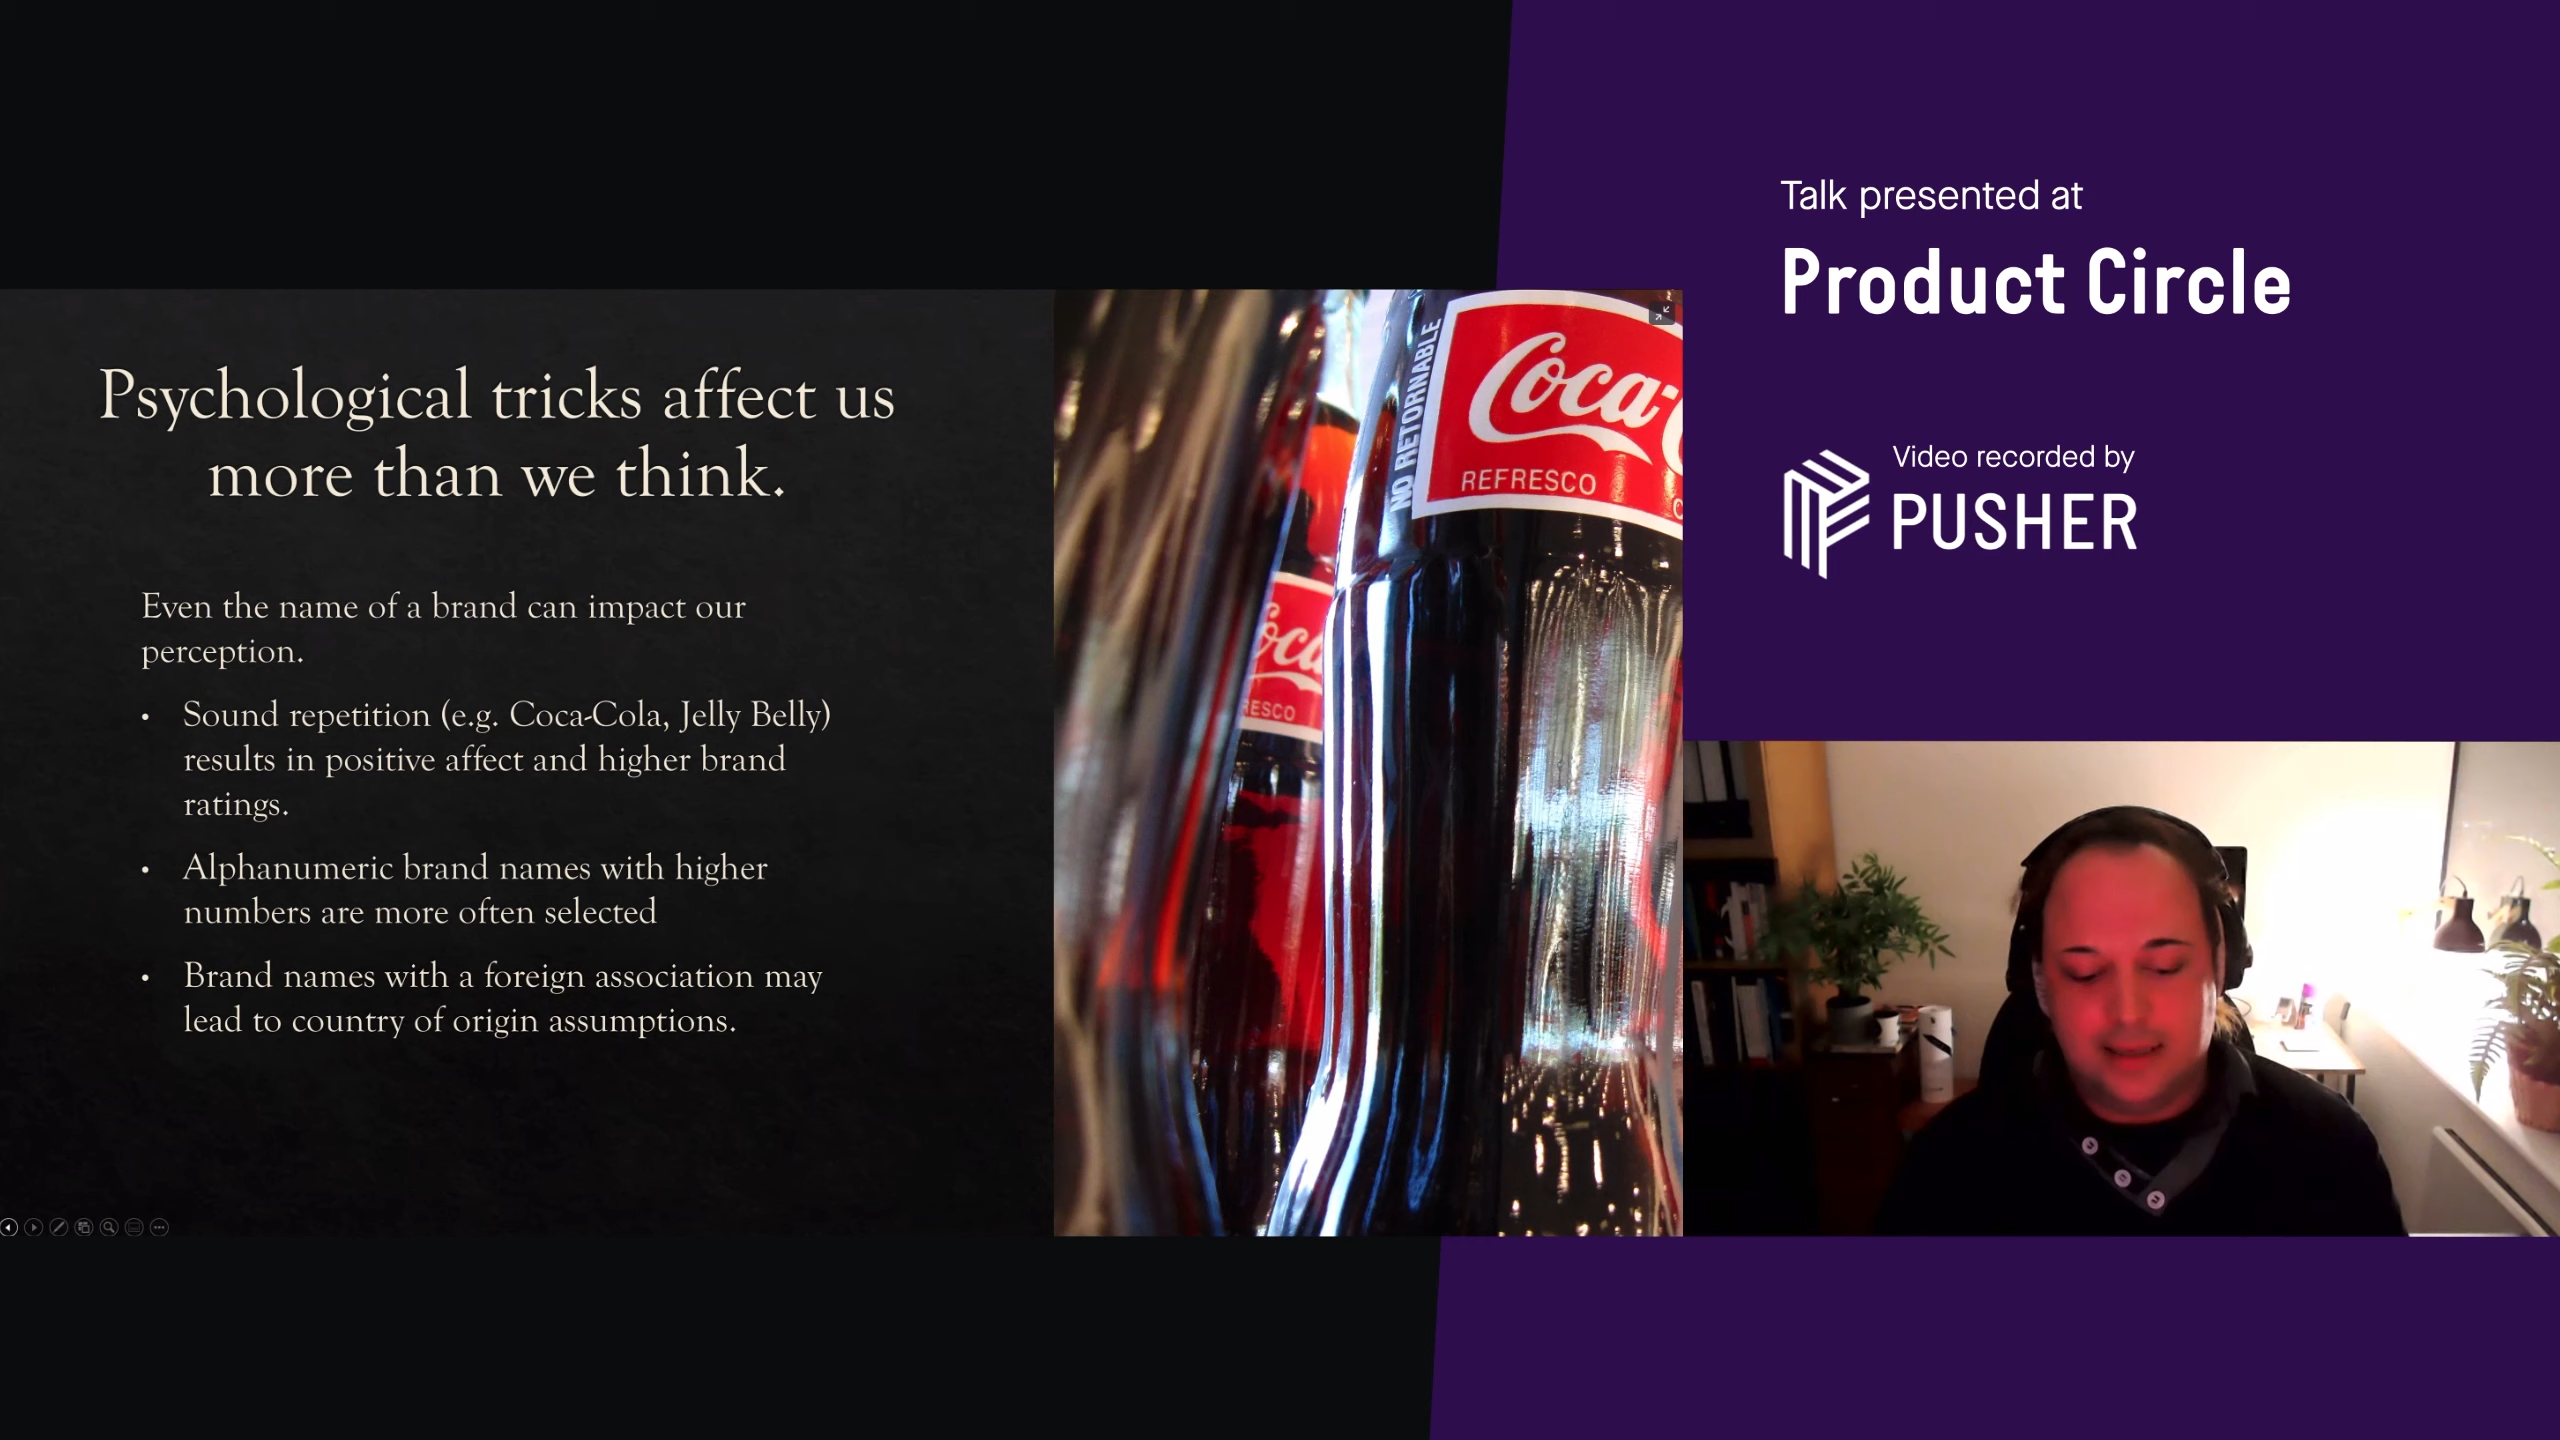 Psychological tricks affect us
more than we think.
Even the name of a brand can impact our
perception.
• Sound repetition (e.g. Coca-Cola, Jelly Belly)
results in positive affect and higher brand
ratings.
• Alphanumeric brand names with higher
numbers are more often selected
• Brand names with a foreign association may
lead to country of origin assumptions.
NO RETORNABLE
Coca-C
REFRESCO
C
Coca
RESCO
Talk presented at
Product Circle
Video recorded by
PUSHER